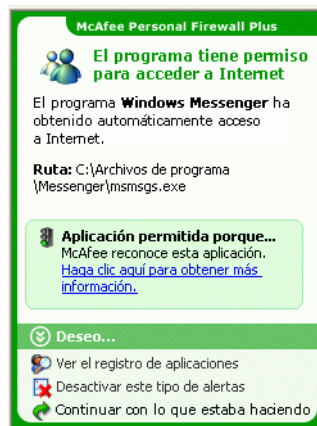 McAfee Personal Firewall Plus
El programa tiene permiso
para acceder a Internet
El programa Windows Messenger ha
obtenido automáticamente acceso
a Internet.
Ruta: C:\Archivos de programa
\Messenger\msmsgs.exe
Aplicación permitida porque...
McAfee reconoce esta aplicación.
Haga clic aquí para obtener más
información.
Deseo...
Ver el registro de aplicaciones
Desactivar este tipo de alertas
Continuar con lo que estaba haciendo